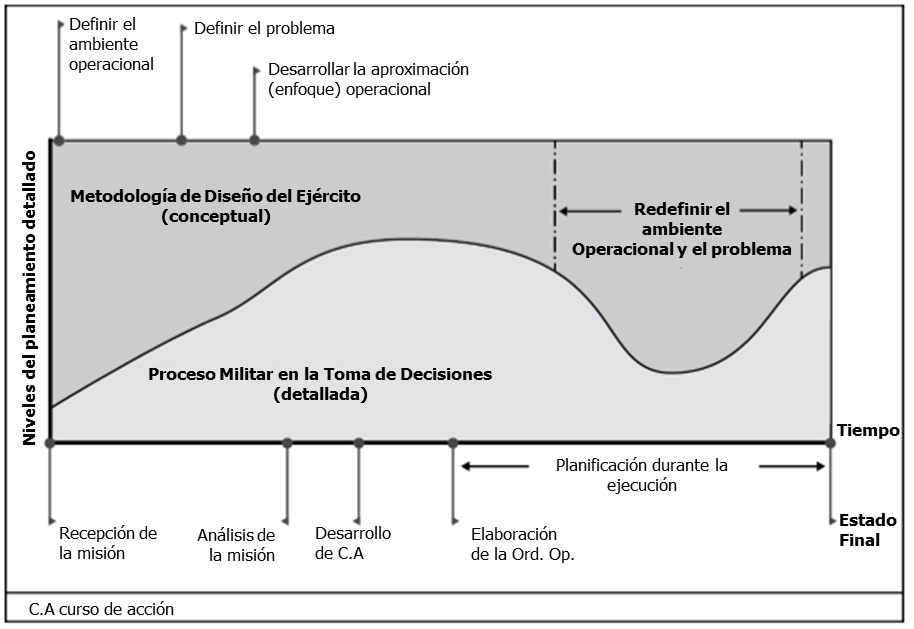 Definir el
ambiente
operacional
Definir el problema
Desarrollar la aproximación
(enfoque) operacional
Niveles del planeamiento detallado
Metodología de Diseño del Ejército
(conceptual)
Redefinir el
ambiente
Operacional y el problema
Proceso Militar en la Toma de Decisiones
(detallada)
Tiempo
Planificación durante la
ejecución
Recepción de
la misión
Análisis de
la misión
Desarrollo
de C.A
Elaboración
de la Ord. Op.
Estado
Final
C.A curso de acción